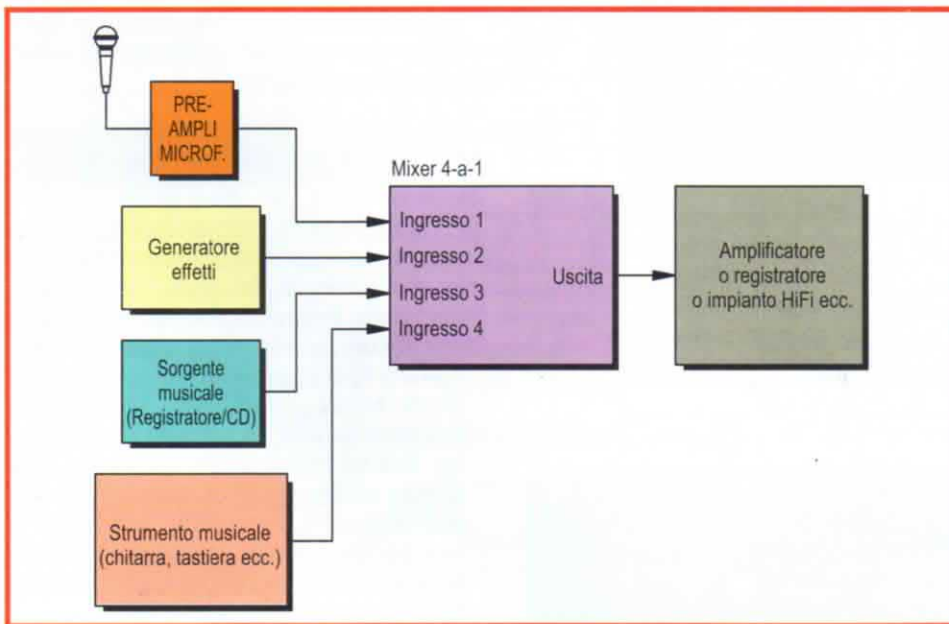 PRE-
AMPLI
MICROF.
Generatore
effetti
Sorgente
musicale
(Registratore/CD)
Strumento musicale
(chitarra, tastiera ecc.)
Mixer 4-a-1
Ingresso 1
Ingresso 2
Ingresso 3
Ingresso 4
Uscita
Amplificatore
o registratore
o impianto HiFi ecc.